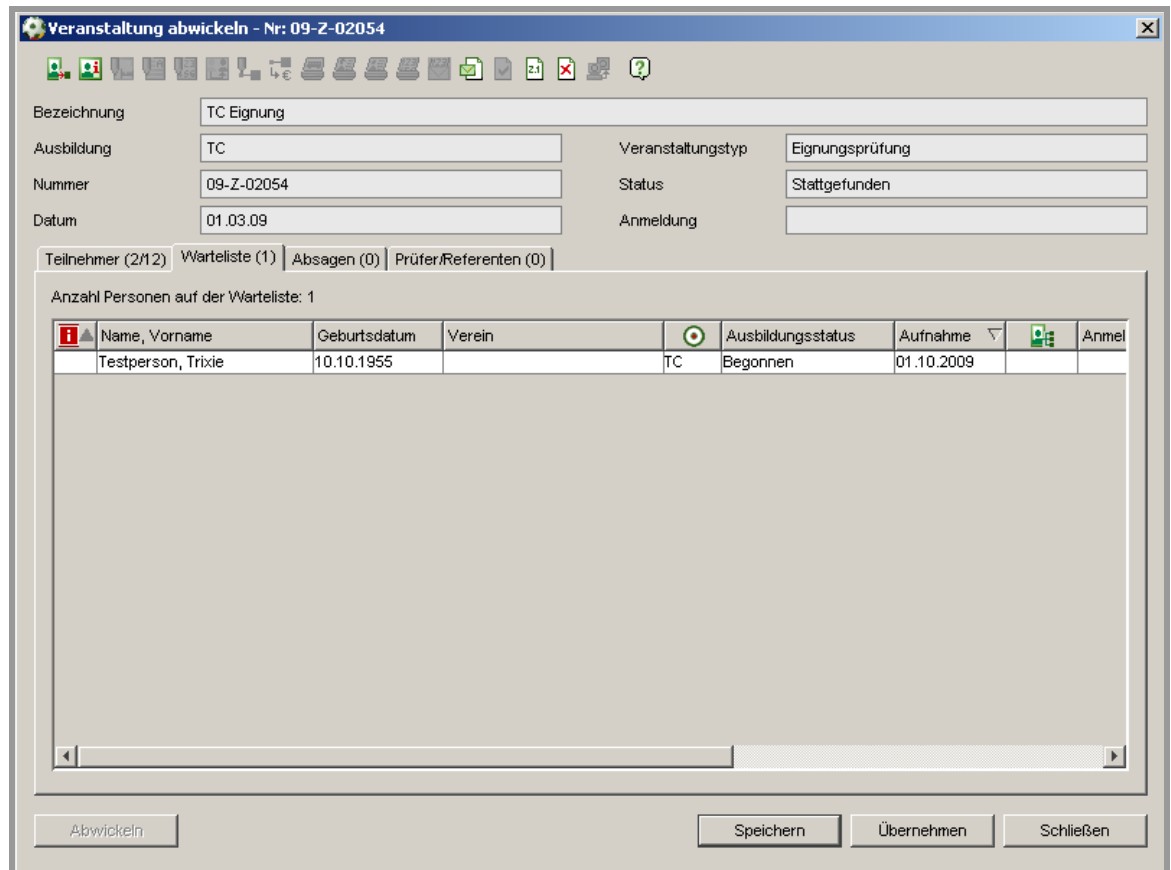 Veranstaltung abwickeln - Nr: 09-Z-02054
Bezeichnung TC Eignung
Ausbildung TC Veranstaltungstyp Eignungsprüfung
Nummer 09-Z-02054 Status Stattgefunden
Datum 01.03.09 Anmeldung
Teilnehmer (2/12) Warteliste (1) Absagen (0) Prüfer/Referenten (0)
Anzahl Personen auf der Warteliste: 1
Name, Vorname Geburtsdatum Verein Ausbildungsstatus Aufnahme Anmel
Testperson, Trixie 10.10.1955 TC Begonnen 01.10.2009
Abwickeln Speichern Übernehmen Schließen